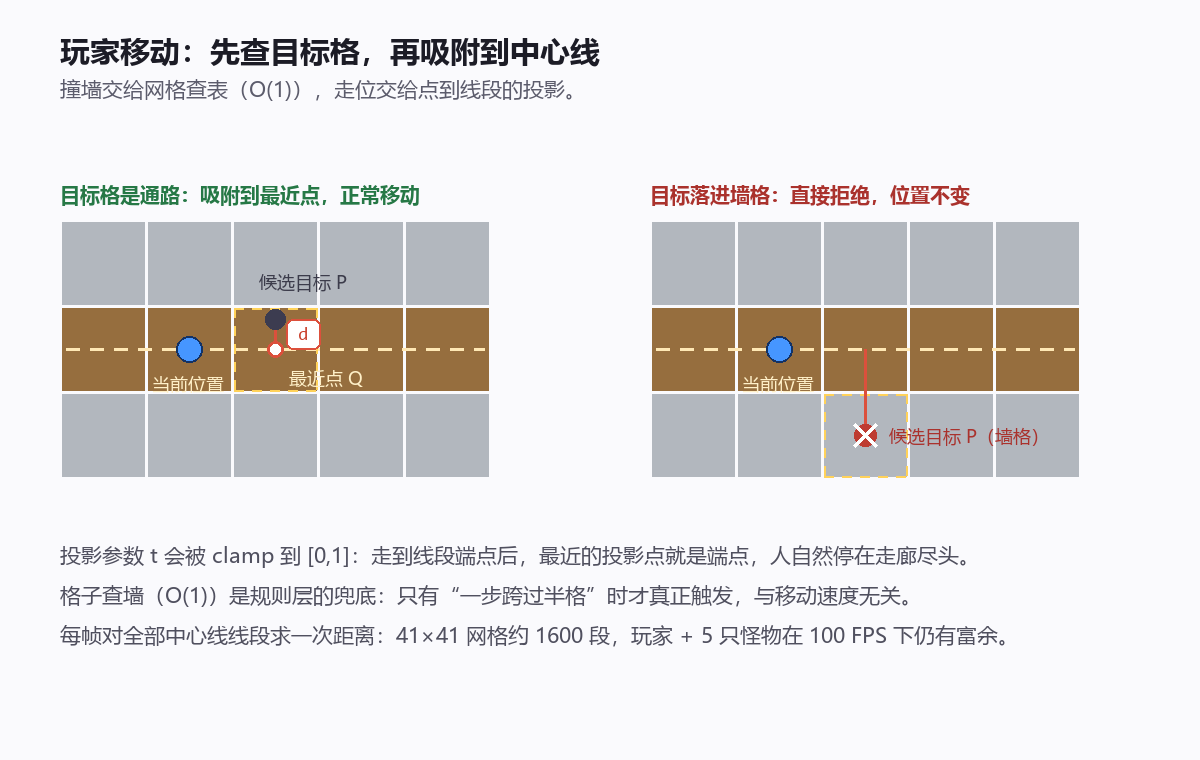 玩家移动：先查目标格，再吸附到中心线
撞墙交给网格查表（O(1)），走位交给点到线段的投影。
目标格是通路：吸附到最近点，正常移动
目标落进墙格：直接拒绝，位置不变
候选目标 P
d
当前位置
最近点 Q
当前位置
候选目标 P（墙格）
投影参数 t 会被 clamp 到 [0,1]：走到线段端点后，最近的投影点就是端点，人自然停在走廊尽头。
格子查墙（O(1)）是规则层的兜底：只有“一步跨过半格”时才真正触发，与移动速度无关。
每帧对全部中心线线段求一次距离：41×41 网格约 1600 段，玩家 + 5 只怪物在 100 FPS 下仍有富余。